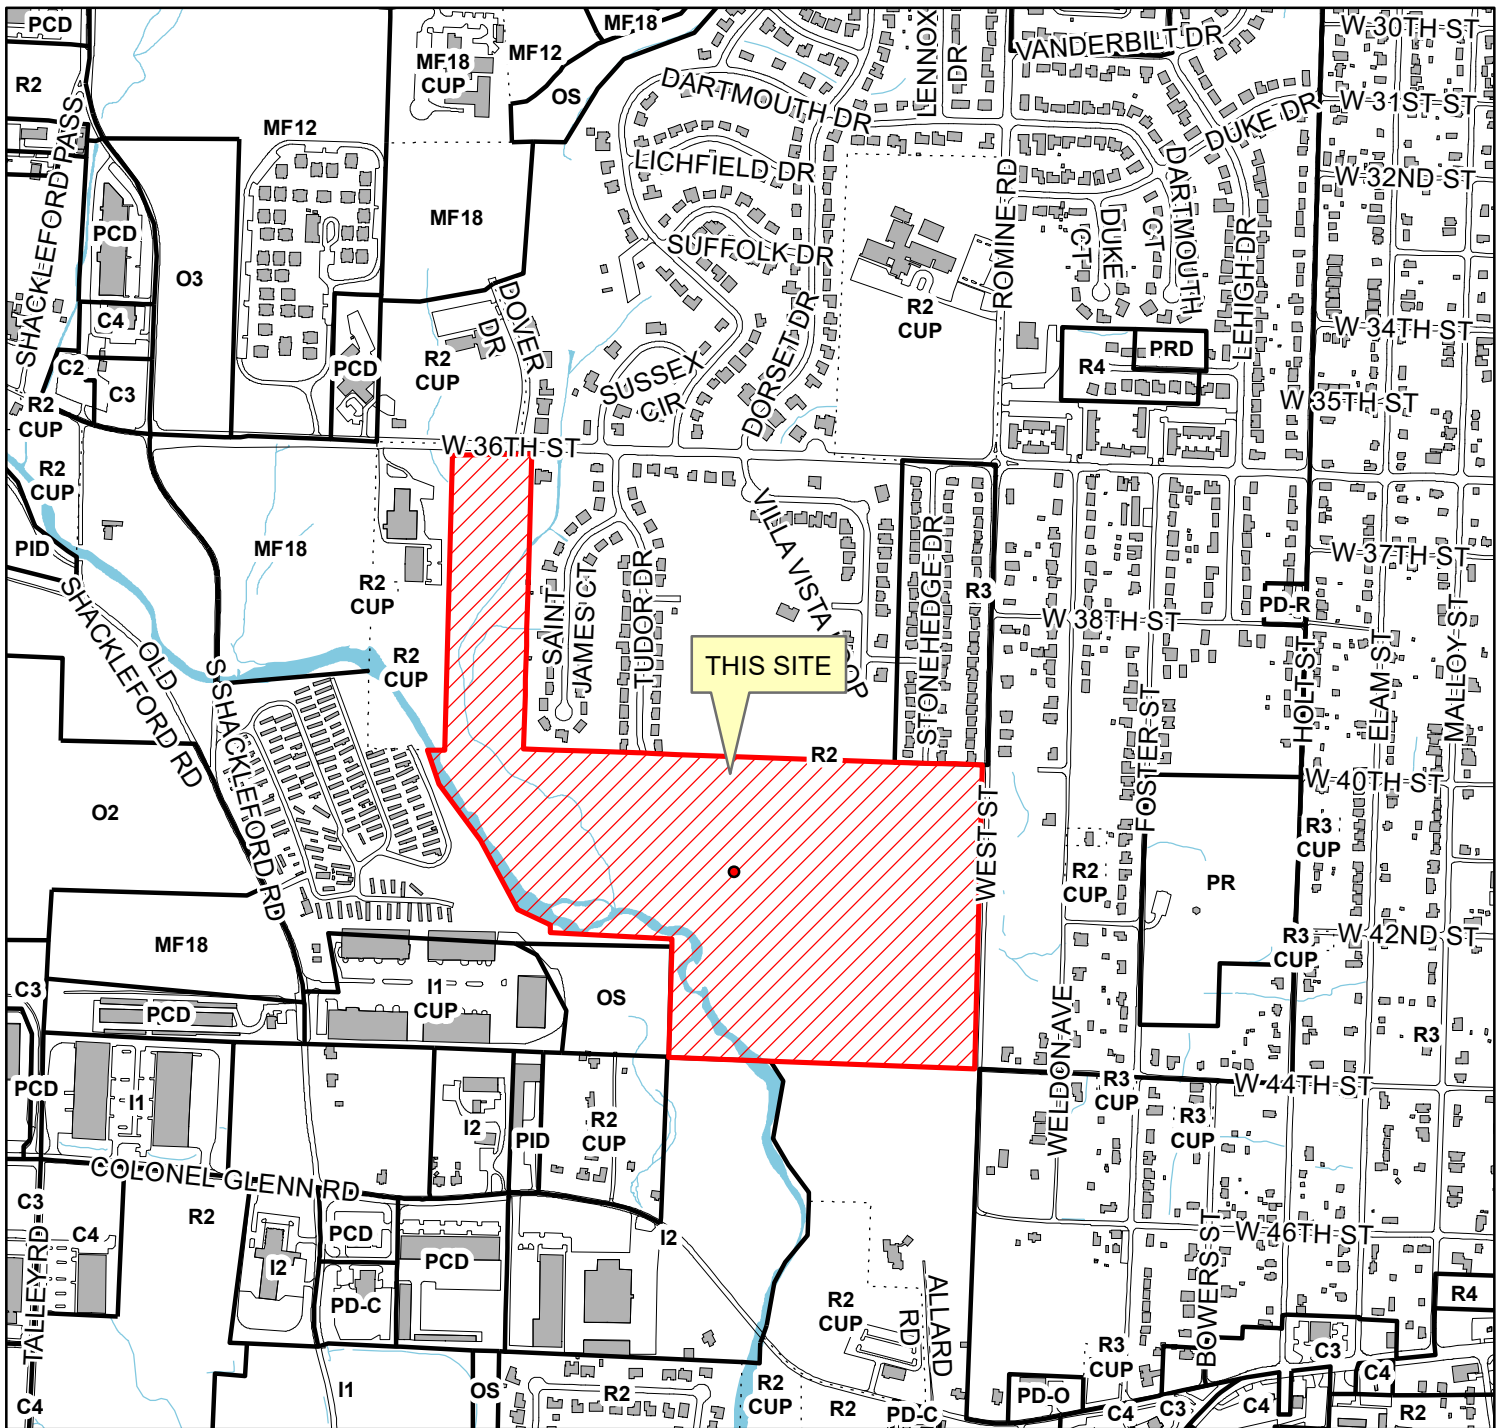 PCD
MF18
MF12
MF18
CUP
OS
LENNOX
DR
VANDERBILT DR
W 30TH ST
R2
DARTMOUTH DR
W 31ST ST
DUKE DR
MF12
SHACKLEFORD PASS
LICHFIELD DR
DARTMOUTH
CT
W 32ND ST
ROMINE RD
MF18
PCD
SUFFOLK DR
DUKE
CT
LEHIGH DR
O3
DOVER
DR
DORSET DR
R2
CUP
C4
W 34TH ST
PRD
R4
C2
C3
PCD
R2
CUP
SUSSEX
CIR
R2
CUP
W 35TH ST
W 36TH ST
R2
CUP
VILLA VISTA LOOP
STONEHEDGE DR
PID
MF18
R2
CUP
SAINT
JAMES CT
TUDOR DR
R3
W 37TH ST
PD-R
W 38TH ST
OLD
SHACKLEFORD RD
S SHACKLEFORD RD
R2
CUP
THIS SITE
HOLT ST
ELAM ST
MALLOY ST
FOSTER ST
R2
W 40TH ST
WEST ST
O2
R3
CUP
R2
CUP
PR
MF18
R3
CUP
W 42ND ST
C3
PCD
I1
CUP
OS
WELDON AVE
R3
PCD
I1
I2
PID
R2
CUP
R3
CUP
W 44TH ST
R3
CUP
COLONEL GLENN RD
C3
R2
C4
TALLEY RD
PCD
I2
PCD
I2
W 46TH ST
BOWERS ST
PD-C
R2
CUP
ALLARD
RD
R4
R3
CUP
C3
C4
I1
OS
R2
R2
CUP
R2
PD-C
PD-O
C4
C3
C4
R2
C4